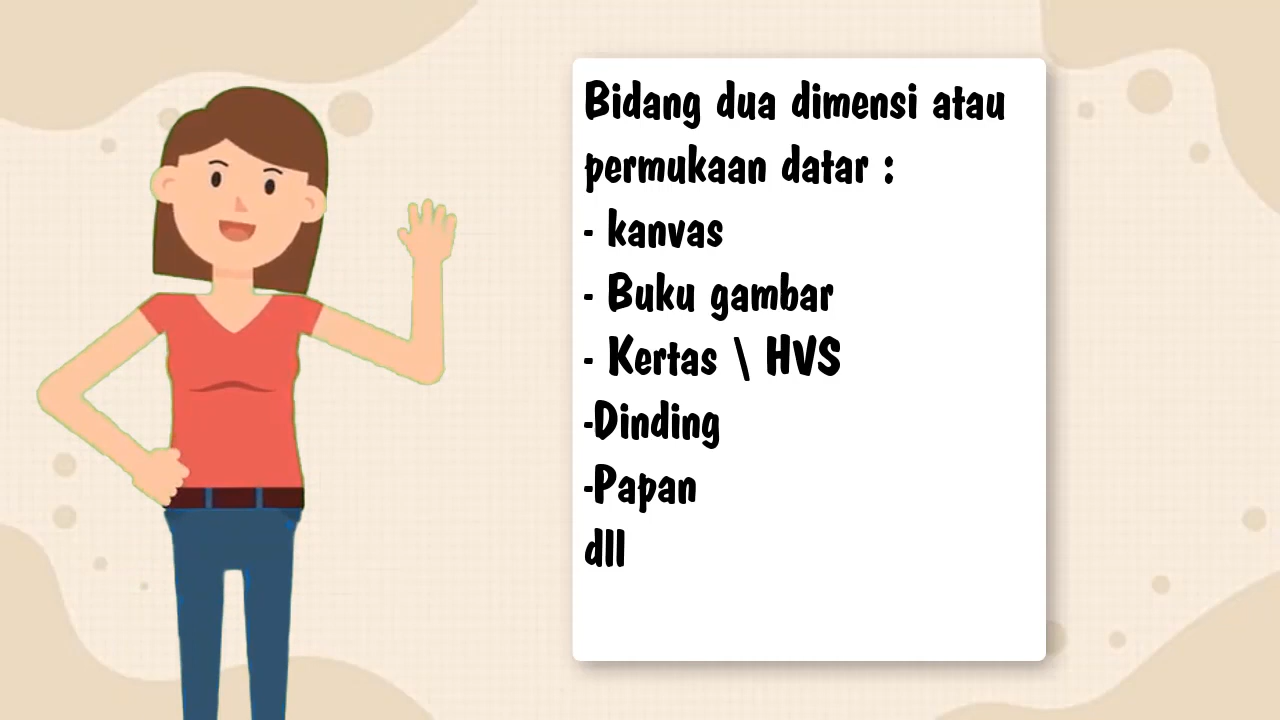 Bidang dua dimensi atau
permukaan datar :
- kanvas
- Buku gambar
- Kertas \ HVS
-Dinding
-Papan
dll